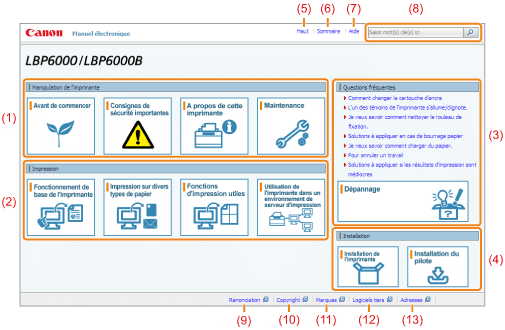 (5) (6) (7) (8)
Canon Manuel électronique
Haut Sommaire Aide
Saisir mot(s) clé(s) ici
LBP6000/LBP6000B
(1)
Manipulation de l'imprimante
Avant de commencer
Consignes de sécurité importantes
A propos de cette imprimante
Maintenance
(2)
Impression
Fonctionnement de base de l'imprimante
Impression sur divers types de papier
Fonctions d'impression utiles
Utilisation de l'imprimante dans un environnement de serveur d'impression
(3)
Questions fréquentes
Comment changer la cartouche d'encre
L'un des témoins de l'imprimante s'allume/clignote.
Je veux savoir comment nettoyer le rouleau de fixation.
Solutions à appliquer en cas de bourrage papier
Je veux savoir comment charger du papier.
Pour annuler un travail
Solutions à appliquer si les résultats d'impression sont médiocres
Dépannage
(4)
Installation
Installation de l'imprimante
Installation du pilote
Renonciation Copyright Marques Logiciels tiers Adresses
(9) (10) (11) (12) (13)